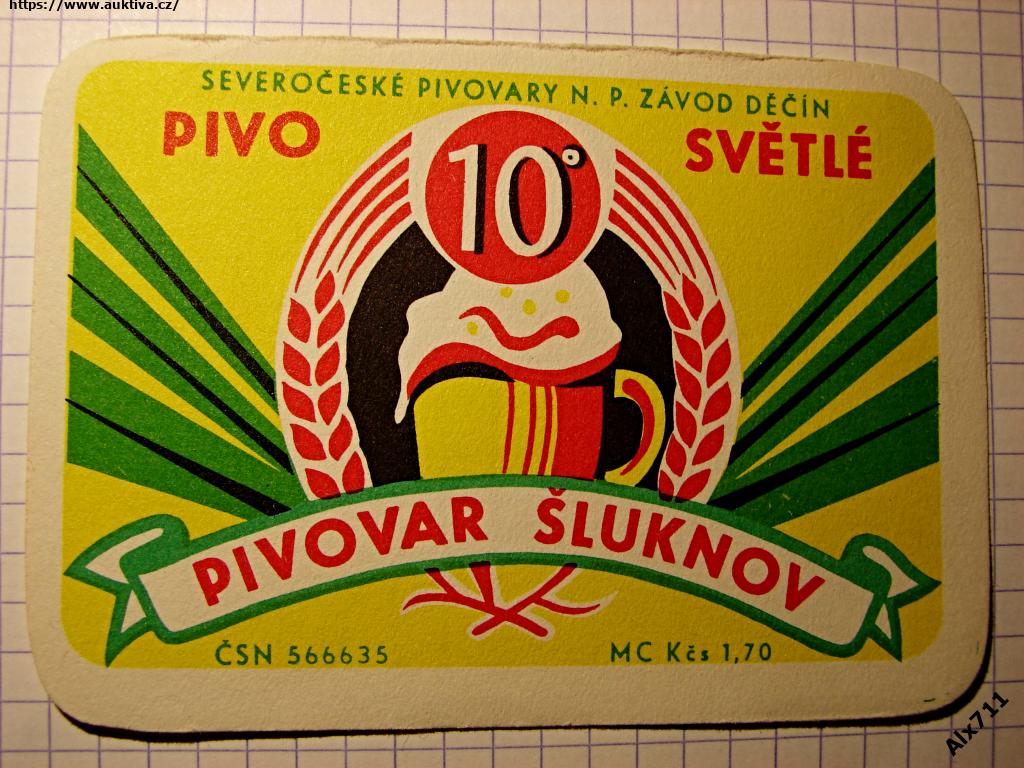 https://www.auktiva.cz/
SEVEROČESKÉ PIVOVARY N. P. ZÁVOD DĚČÍN
PIVO
SVĚTLÉ
10°
PIVOVAR ŠLUKNOV
ČSN 566635
MC Kčs 1,70
Alx711